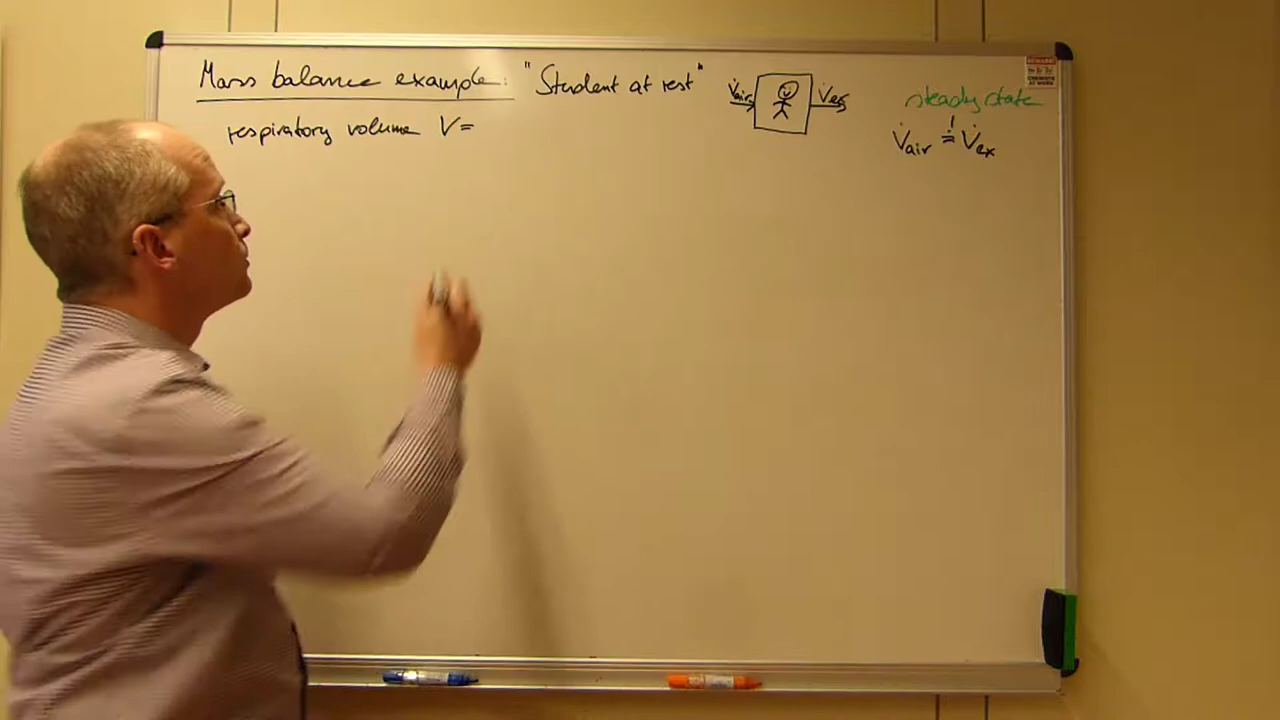 Mass balance example: "Student at rest"
V̇air V̇ex
steady state
respiratory volume V=
V̇air =! V̇ex